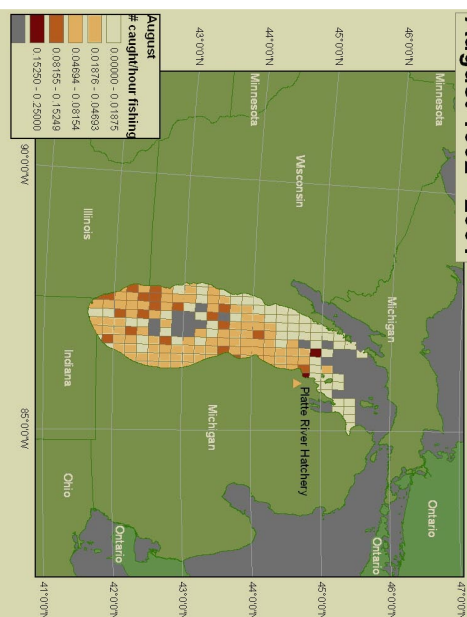 August
47°0'0"N
46°0'0"N
46°0'0"N
45°0'0"N
45°0'0"N
44°0'0"N
44°0'0"N
43°0'0"N
43°0'0"N
42°0'0"N
41°0'0"N
Minnesota
Ontario
Michigan
Ontario
Wisconsin
Platte River Hatchery
Minnesota
Michigan
Ontario
Illinois
Indiana
Ohio
90°0'0"W
85°0'0"W
August
# caught/hour fishing
0.00000 - 0.01875
0.01876 - 0.04693
0.04694 - 0.08154
0.08155 - 0.15249
0.15250 - 0.25000